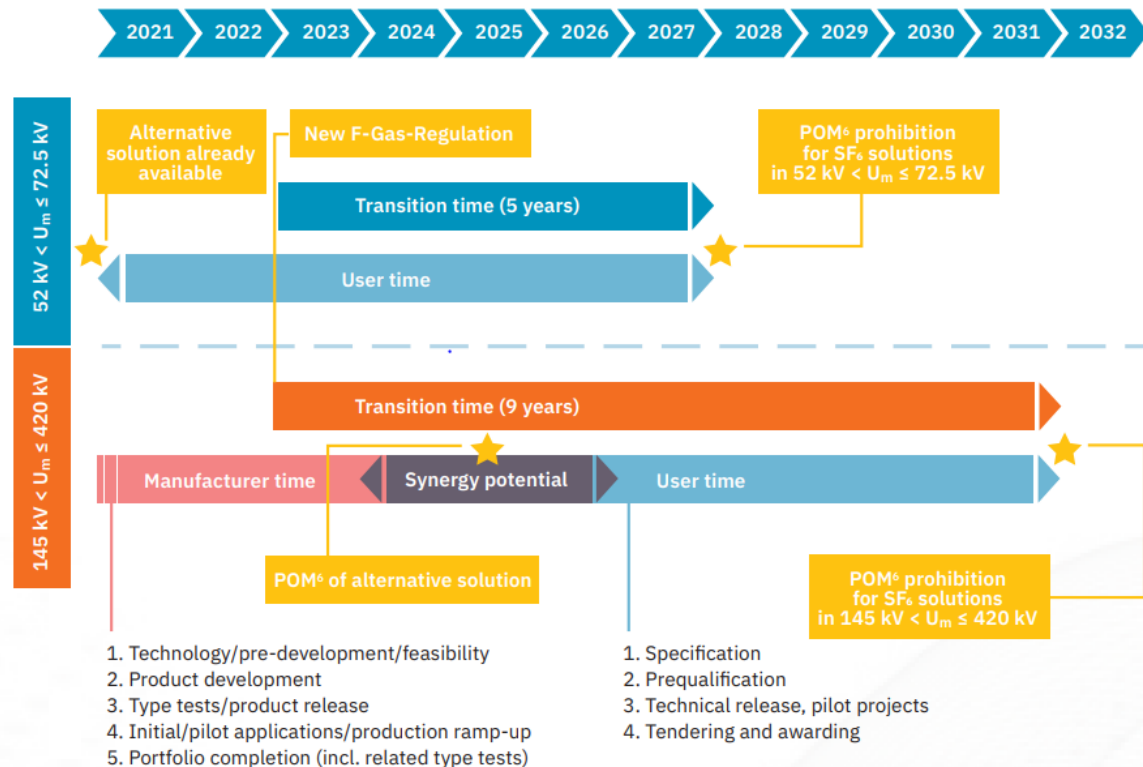 2021 2022 2023 2024 2025 2026 2027 2028 2029 2030 2031 2032
52 kV < Uₘ ≤ 72.5 kV
Alternative
solution already
available
New F-Gas-Regulation
POM⁶ prohibition
for SF₆ solutions
in 52 kV < Uₘ ≤ 72.5 kV
Transition time (5 years)
User time
145 kV < Uₘ ≤ 420 kV
Transition time (9 years)
Manufacturer time
Synergy potential
User time
POM⁶ of alternative solution
POM⁶ prohibition
for SF₆ solutions
in 145 kV < Uₘ ≤ 420 kV
1. Technology/pre-development/feasibility
2. Product development
3. Type tests/product release
4. Initial/pilot applications/production ramp-up
5. Portfolio completion (incl. related type tests)
1. Specification
2. Prequalification
3. Technical release, pilot projects
4. Tendering and awarding